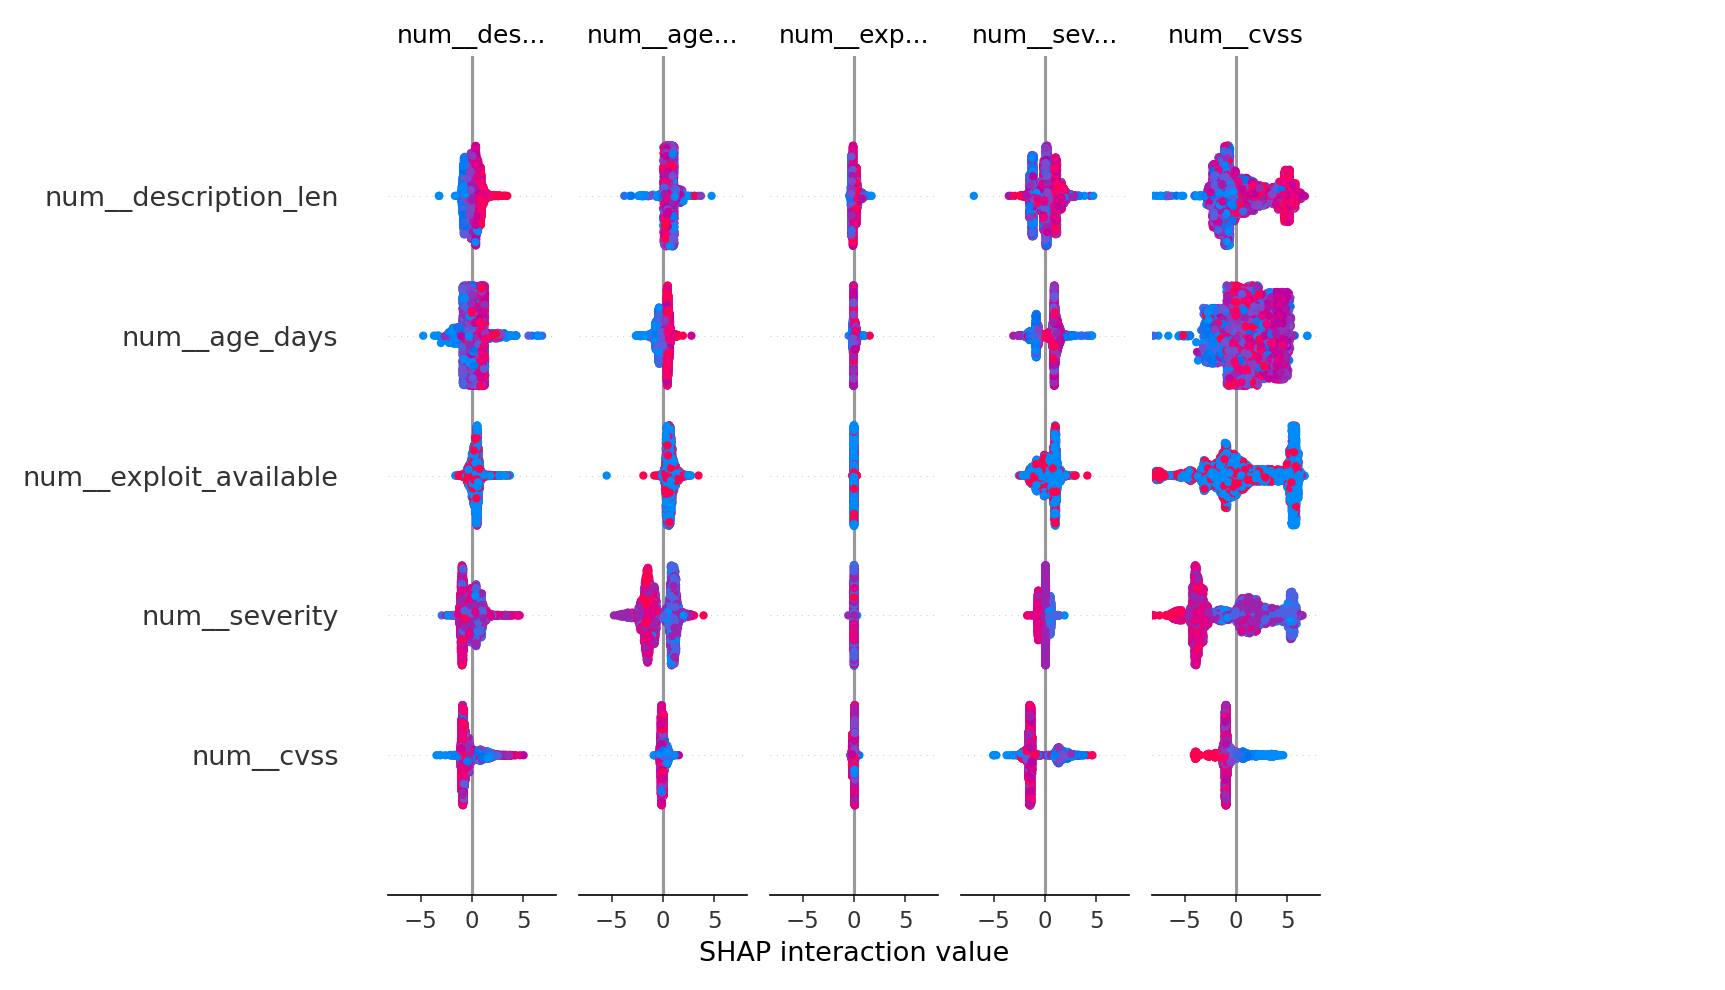 num__des... num__age... num__exp... num__sev... num__cvss
num__description_len
num__age_days
num__exploit_available
num__severity
num__cvss
−5 0 5 −5 0 5 −5 0 5 −5 0 5 −5 0 5
SHAP interaction value